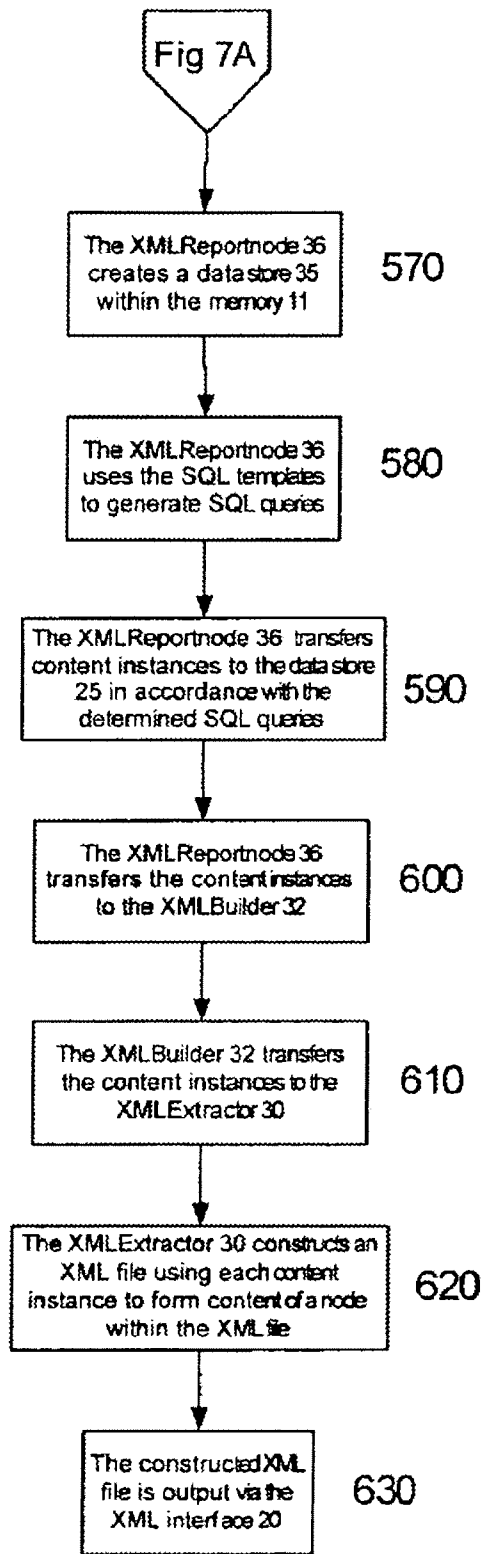 Fig 7A
The XMLReportnode 36
creates a data store 35
within the memory 11
570
The XMLReportnode 36
uses the SQL templates
to generate SQL queries
580
The XMLReportnode 36 transfers
content instances to the data store
25 in accordance with the
determined SQL queries
590
The XMLReportnode 36
transfers the content instances
to the XMLBuilder 32
600
The XMLBuilder 32 transfers
the content instances to the
XMLExtractor 30
610
The XMLExtractor 30 constructs an
XML file using each content
instance to form content of a node
within the XML file
620
The constructed XML
file is output via the
XML interface 20
630